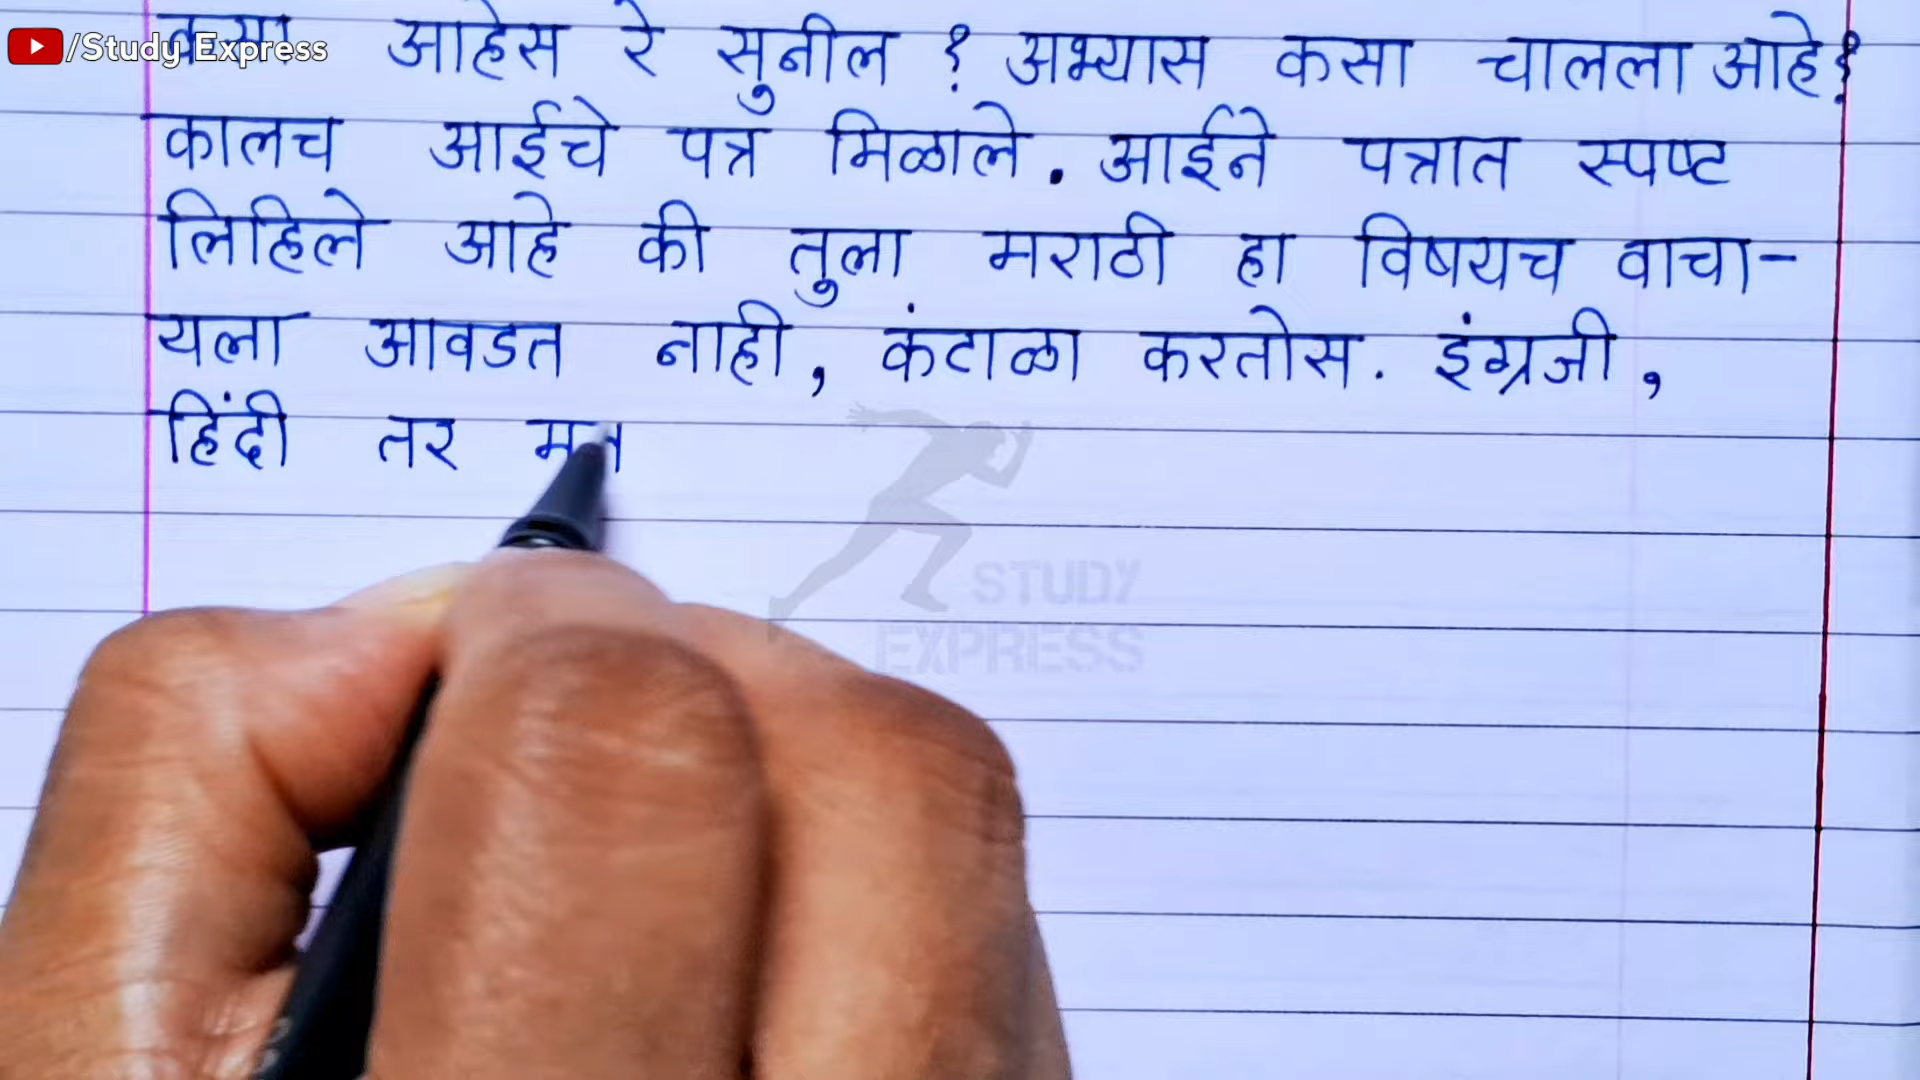 /Study Express
कसा आहेस रे सुनील ? अभ्यास कसा चालला आहे?
कालच आईचे पत्र मिळाले. आईने पत्रात स्पष्ट
लिहिले आहे की तुला मराठी हा विषयच वाचा-
यला आवडत नाही, कंटाळा करतोस. इंग्रजी,
हिंदी तर
STUDY
EXPRESS